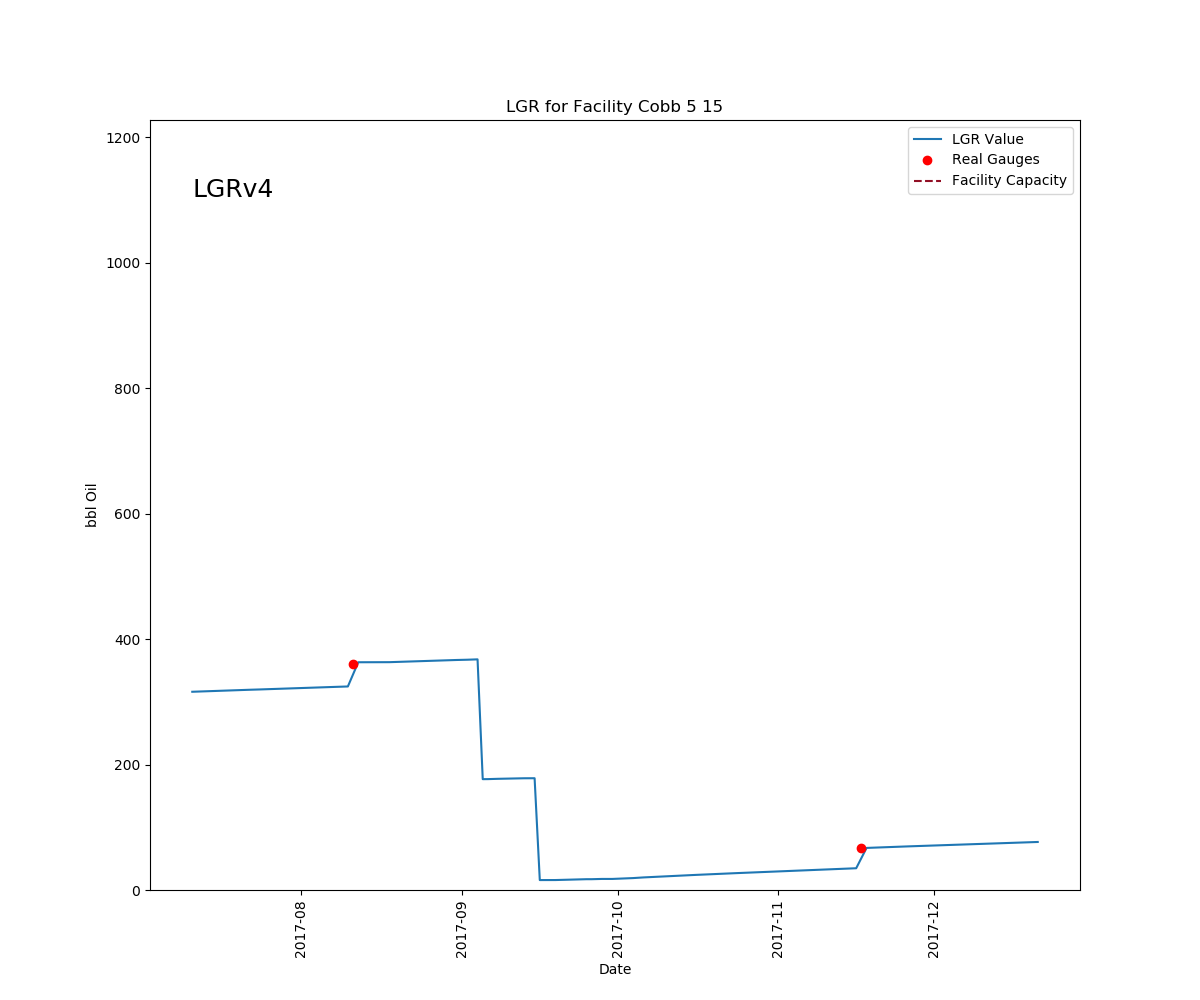 LGR for Facility Cobb 5 15
LGRv4
LGR Value
Real Gauges
Facility Capacity
bbl Oil
1200
1000
800
600
400
200
0
2017-08
2017-09
2017-10
2017-11
2017-12
Date